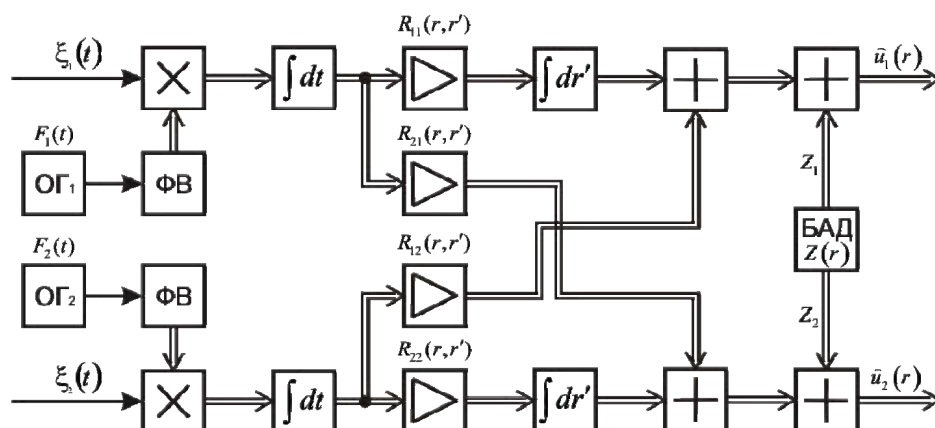 R₁₁(r,r′)
ξ₁(t)
∫dt
∫dr′
û₁(r)
F₁(t)
R₂₁(r,r′)
Z₁
ОГ₁
ФВ
БАД
Z(r)
F₂(t)
R₁₂(r,r′)
ОГ₂
ФВ
Z₂
R₂₂(r,r′)
ξ₂(t)
∫dt
∫dr′
û₂(r)